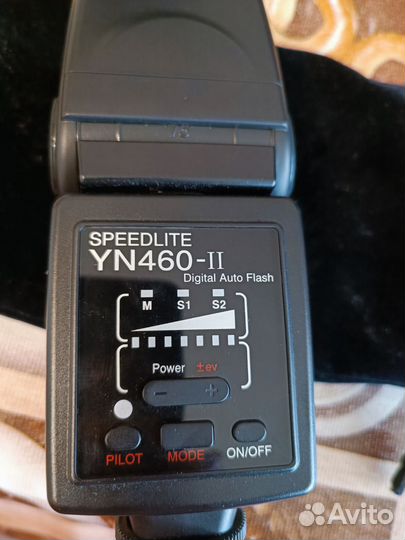 75
SPEEDLITE
YN460-II
Digital Auto Flash
M S1 S2
Power ±ev
- +
PILOT MODE ON/OFF
Avito